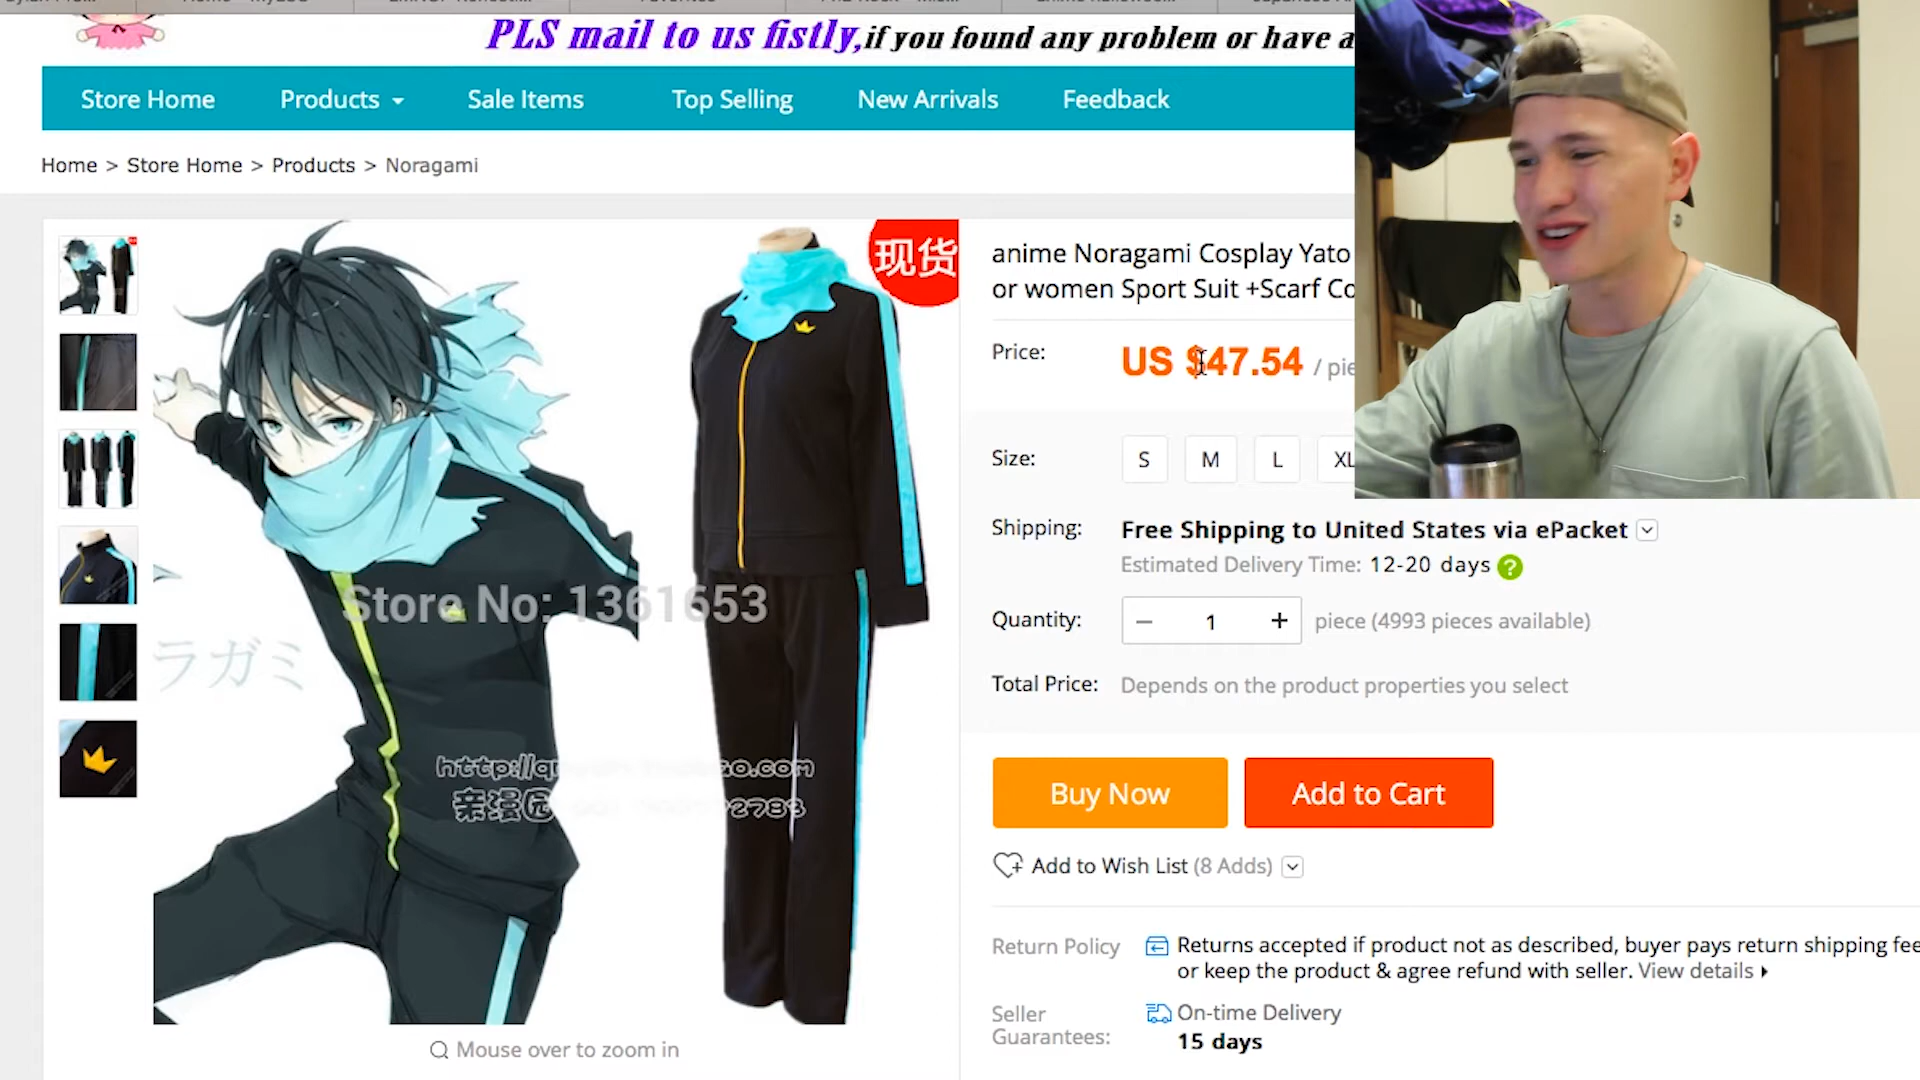 PLS mail to us fistly,if you found any problem or have a
Store Home
Products
Sale Items
Top Selling
New Arrivals
Feedback
Home > Store Home > Products > Noragami
现货
anime Noragami Cosplay Yato
or women Sport Suit +Scarf Co
Price:
US $47.54 / pie
Size:
S
M
L
XL
Shipping:
Free Shipping to United States via ePacket
Estimated Delivery Time: 12-20 days ?
Store No: 1361653
Quantity:
− 1 +
piece (4993 pieces available)
ラガミ
Total Price:
Depends on the product properties you select
亲漫园
Buy Now
Add to Cart
Add to Wish List (8 Adds)
Return Policy
Returns accepted if product not as described, buyer pays return shipping fee
or keep the product & agree refund with seller. View details
Seller
Guarantees:
On-time Delivery
15 days
Mouse over to zoom in